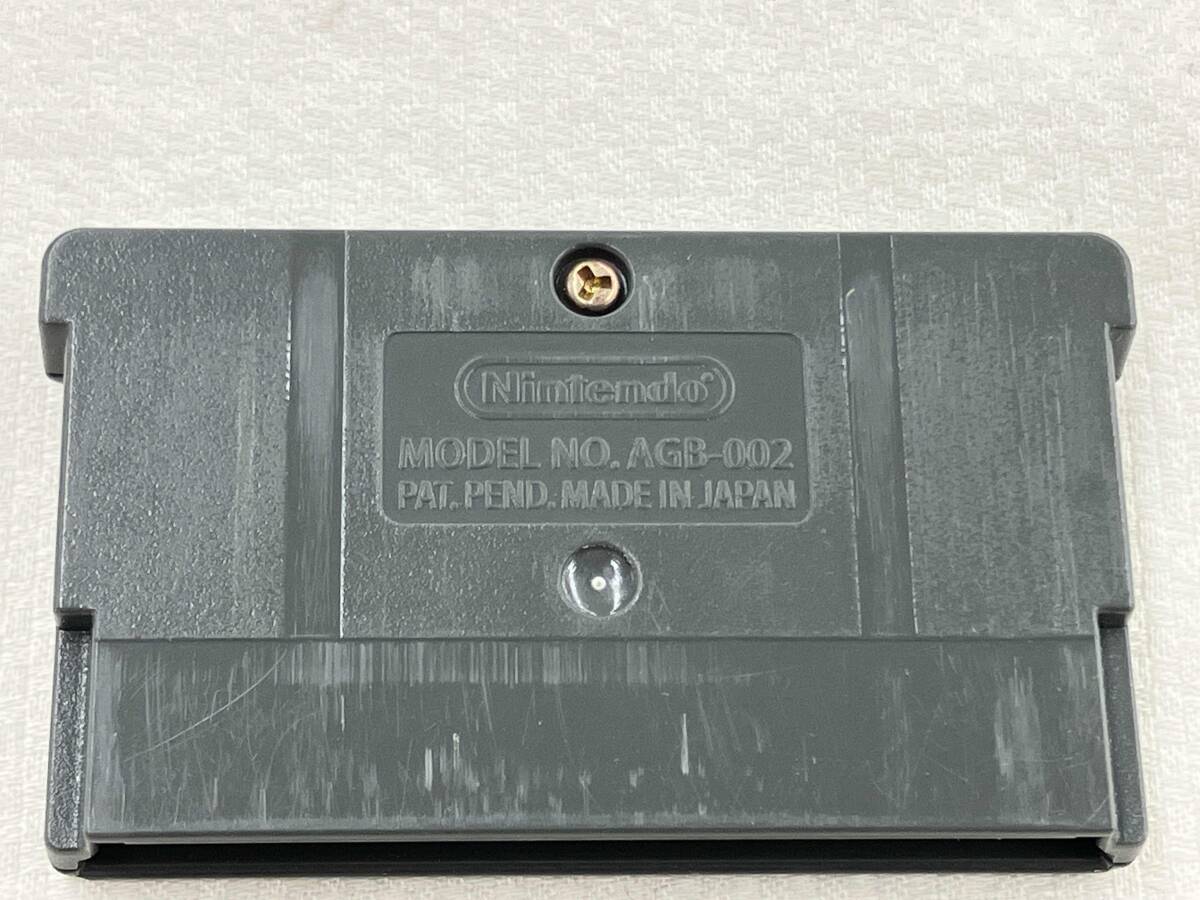 Nintendo®
MODEL NO. AGB-002
PAT. PEND. MADE IN JAPAN